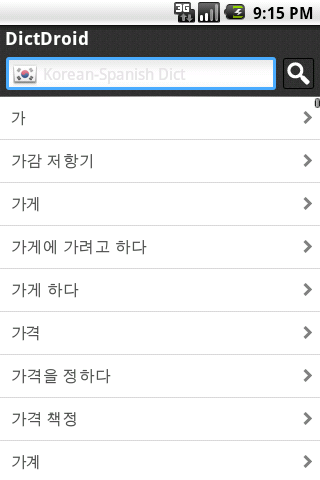 3G 9:15 PM
DictDroid
Korean-Spanish Dict
가
가감 저항기
가게
가게에 가려고 하다
가게 하다
가격
가격을 정하다
가격 책정
가계